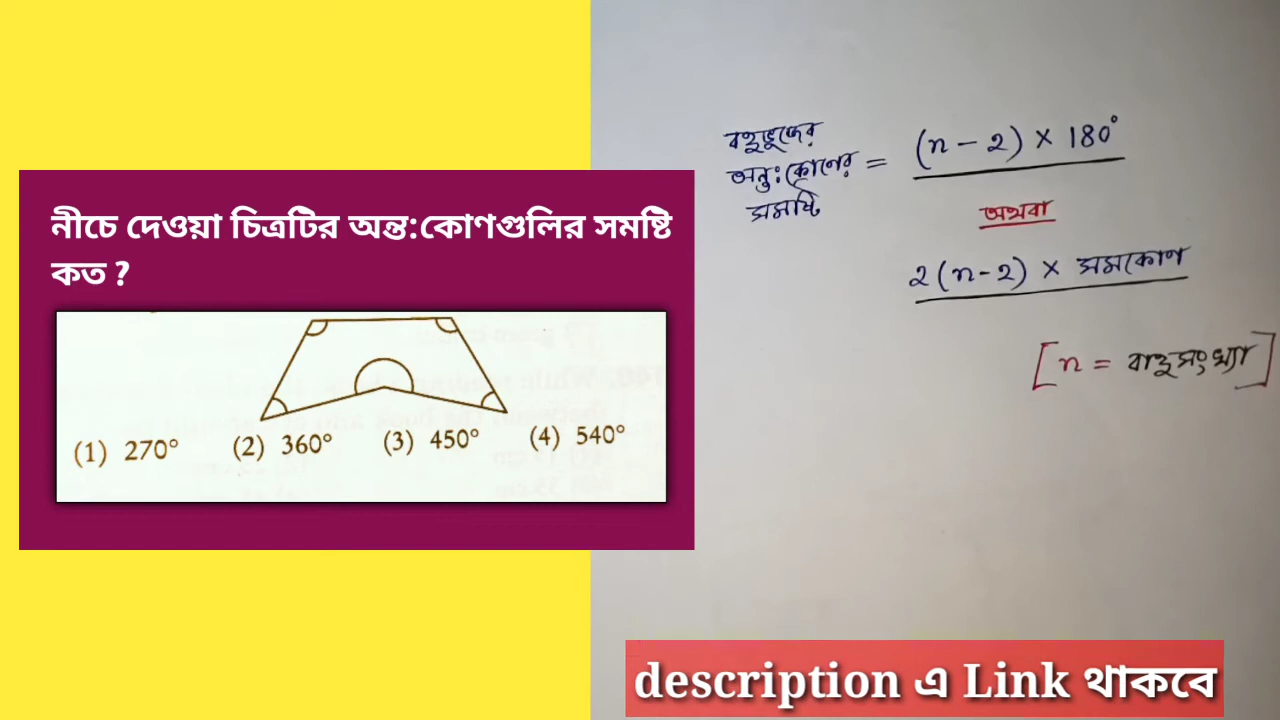 নীচে দেওয়া চিত্রটির অন্ত:কোণগুলির সমষ্টি
কত ?
(1) 270° (2) 360° (3) 450° (4) 540°
বহুভুজের
অন্ত:কোণের = (n - 2) × 180°
সমষ্টি
অথবা
2 (n - 2) × সমকোণ
[n = বাহুসংখ্যা]
description এ Link থাকবে